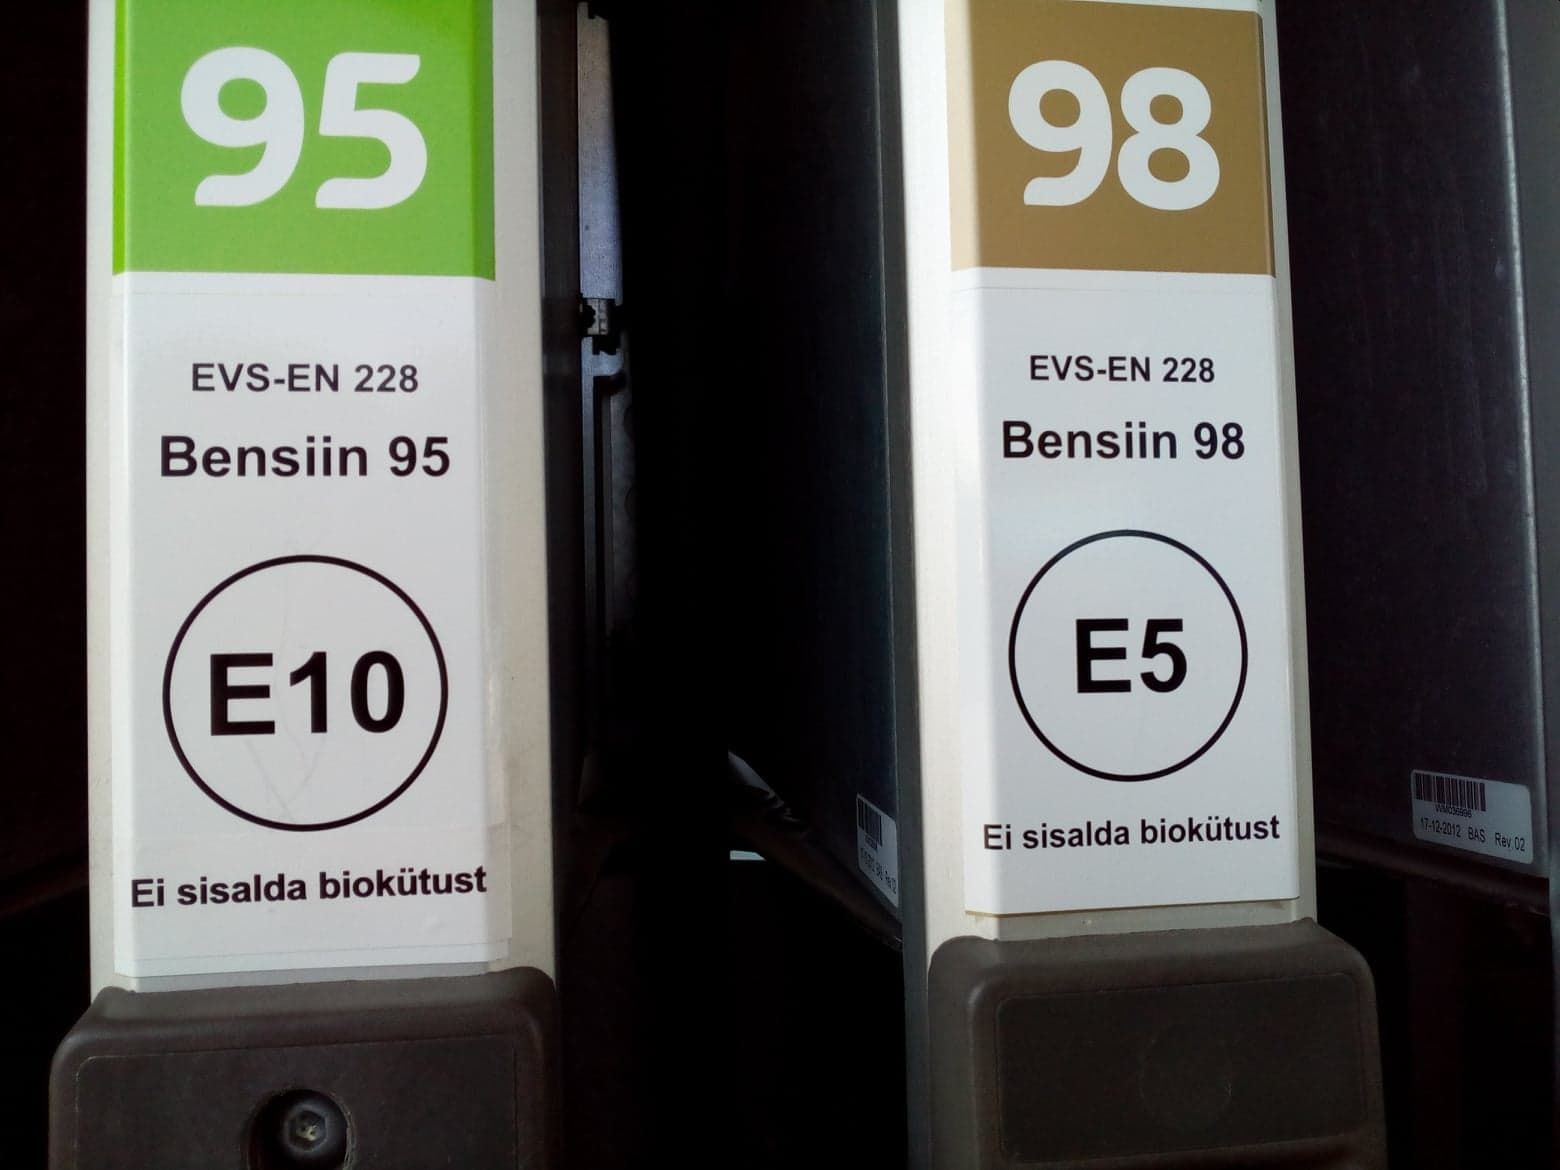 95
EVS-EN 228
Bensiin 95
E10
Ei sisalda biokütust
98
EVS-EN 228
Bensiin 98
E5
Ei sisalda biokütust
17-12-2012 BAS Rev.02